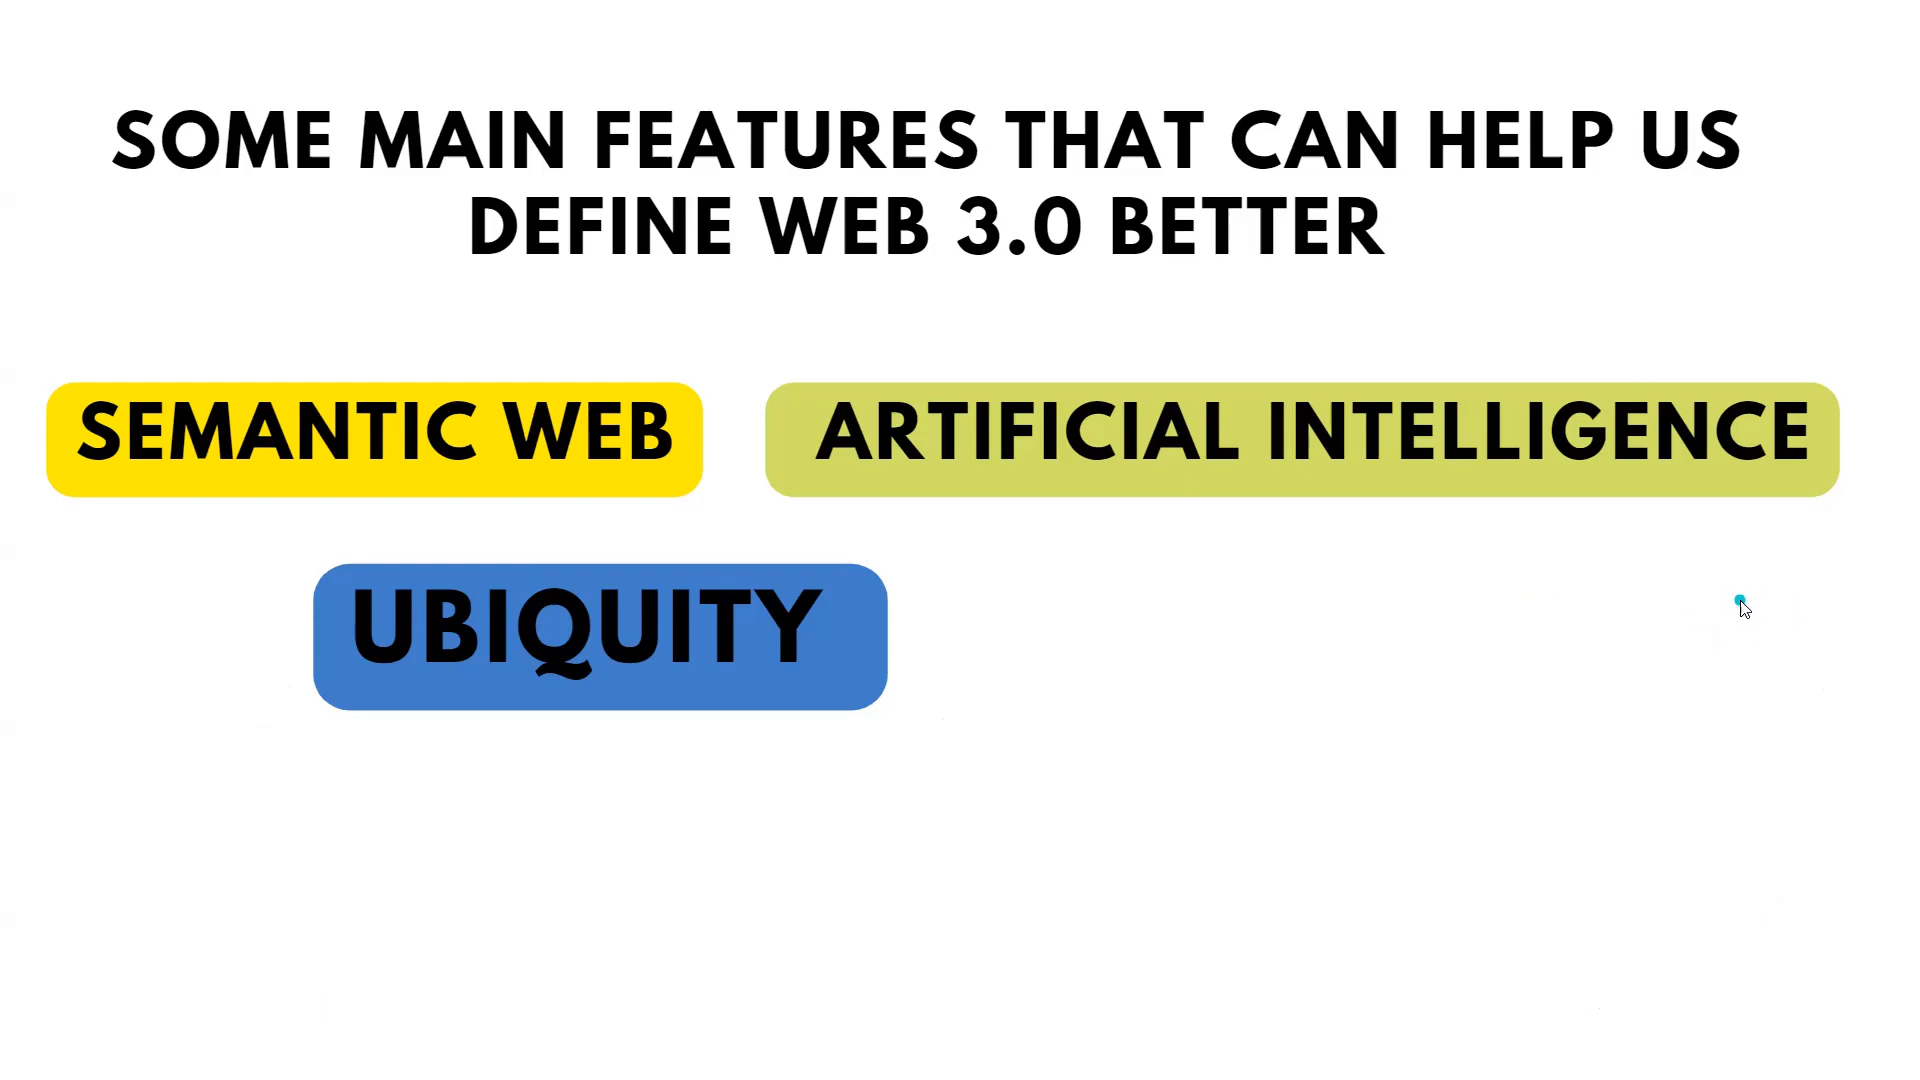 SOME MAIN FEATURES THAT CAN HELP US
DEFINE WEB 3.0 BETTER
SEMANTIC WEB
ARTIFICIAL INTELLIGENCE
UBIQUITY